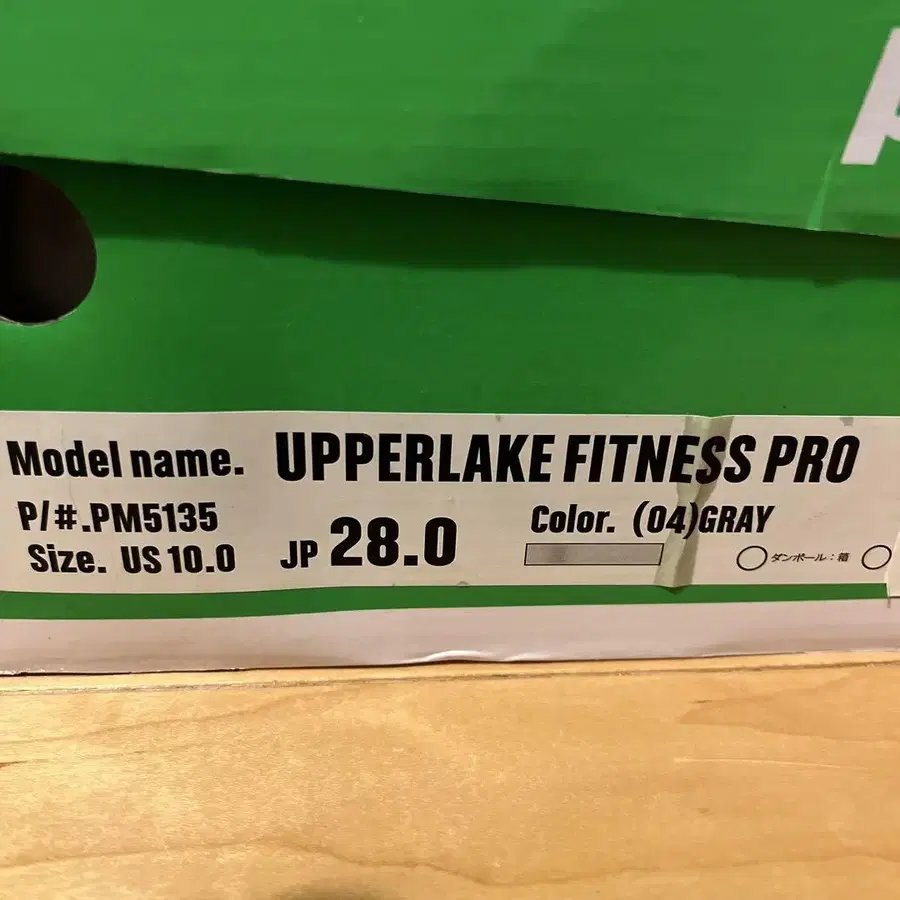 Model name. UPPERLAKE FITNESS PRO
P/#.PM5135
Color. (04)GRAY
Size. US 10.0 JP 28.0
ダンボール：箱